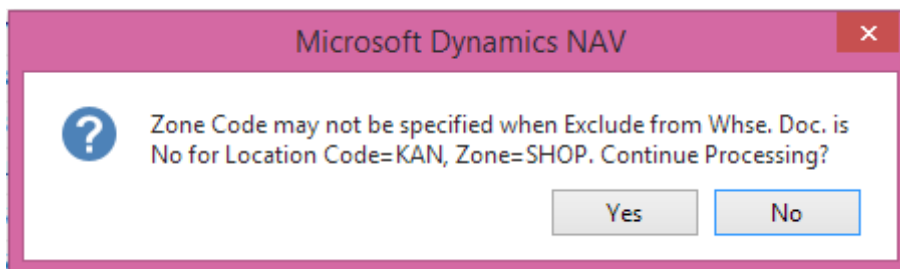 Microsoft Dynamics NAV
Zone Code may not be specified when Exclude from Whse. Doc. is
No for Location Code=KAN, Zone=SHOP. Continue Processing?
Yes No